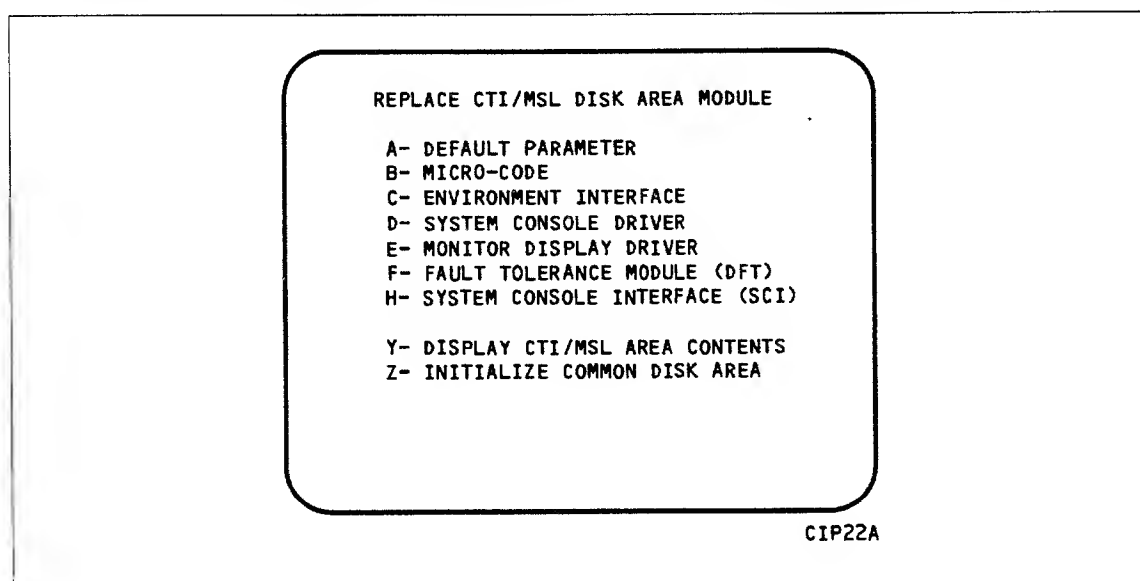 REPLACE CTI/MSL DISK AREA MODULE
A- DEFAULT PARAMETER
B- MICRO-CODE
C- ENVIRONMENT INTERFACE
D- SYSTEM CONSOLE DRIVER
E- MONITOR DISPLAY DRIVER
F- FAULT TOLERANCE MODULE (DFT)
H- SYSTEM CONSOLE INTERFACE (SCI)
Y- DISPLAY CTI/MSL AREA CONTENTS
Z- INITIALIZE COMMON DISK AREA
CIP22A